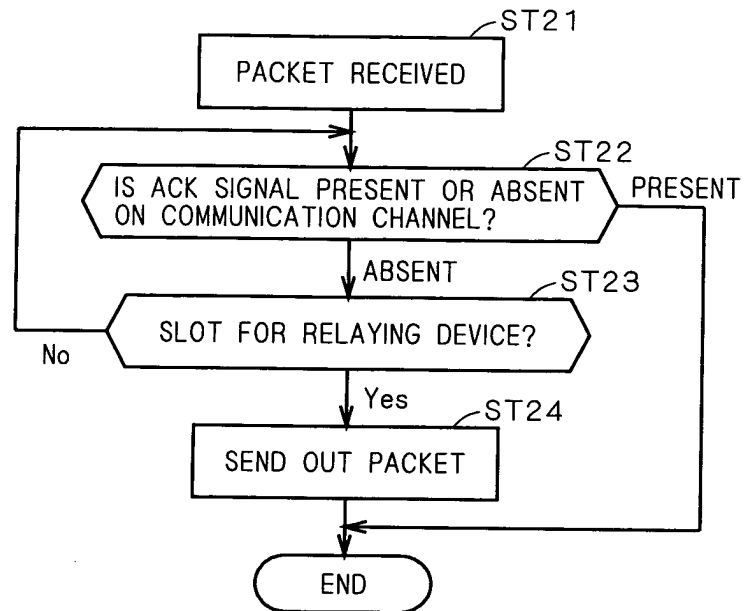 ST21
PACKET RECEIVED
ST22
IS ACK SIGNAL PRESENT OR ABSENT
ON COMMUNICATION CHANNEL?
PRESENT
ABSENT
ST23
SLOT FOR RELAYING DEVICE?
No
Yes
ST24
SEND OUT PACKET
END